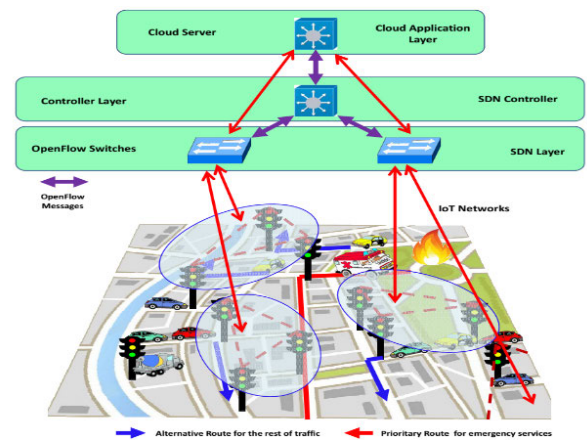 Cloud Server
Cloud Application
Layer
Controller Layer
SDN Controller
OpenFlow Switches
SDN Layer
OpenFlow
Messages
IoT Networks
Alternative Route for the rest of traffic
Prioritary Route for emergency services